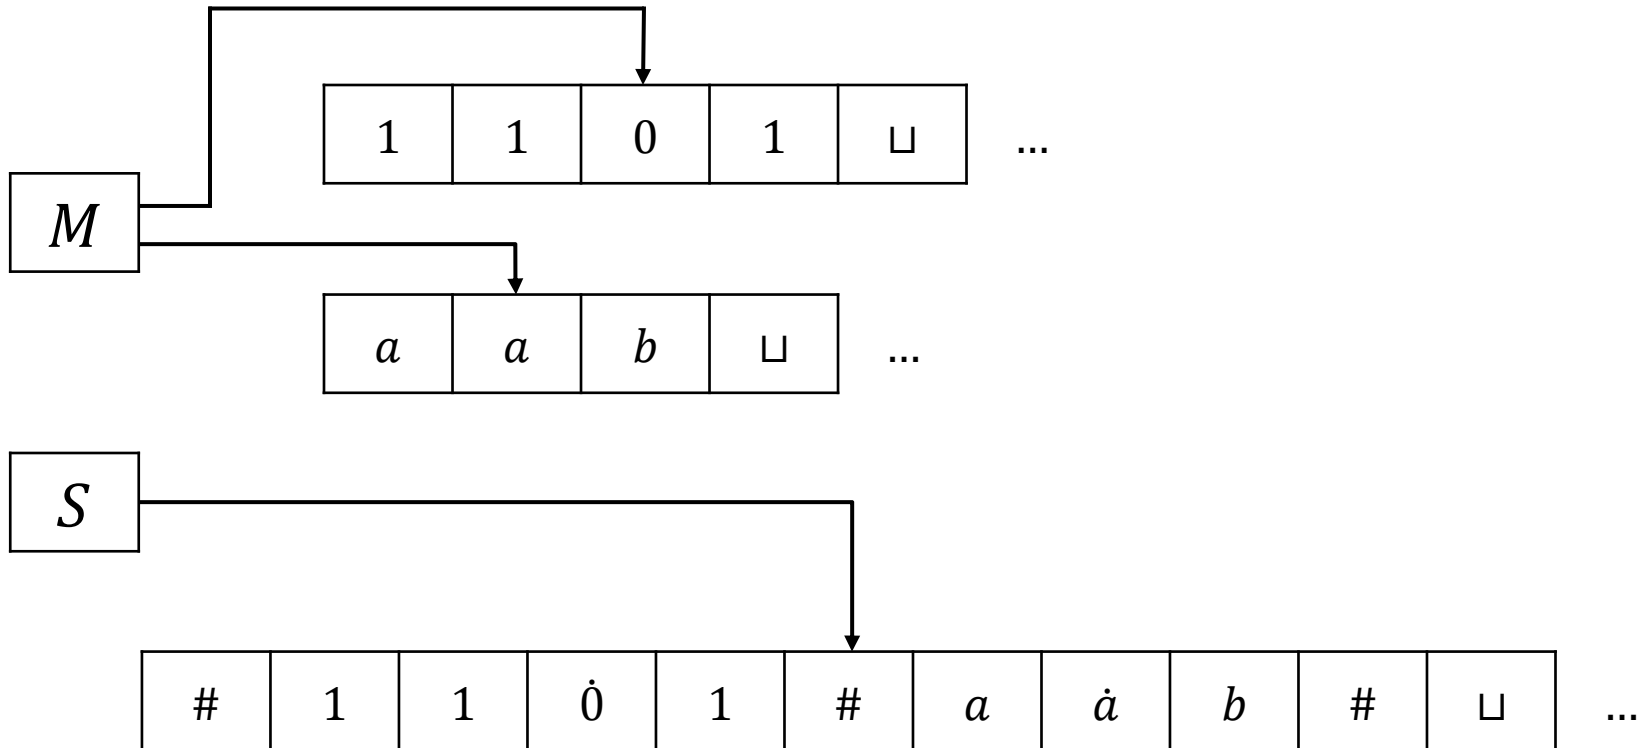 1 1 0 1 ⊔ ...
M
a a b ⊔ ...
S
# 1 1 0̇ 1 # a ȧ b # ⊔ ...